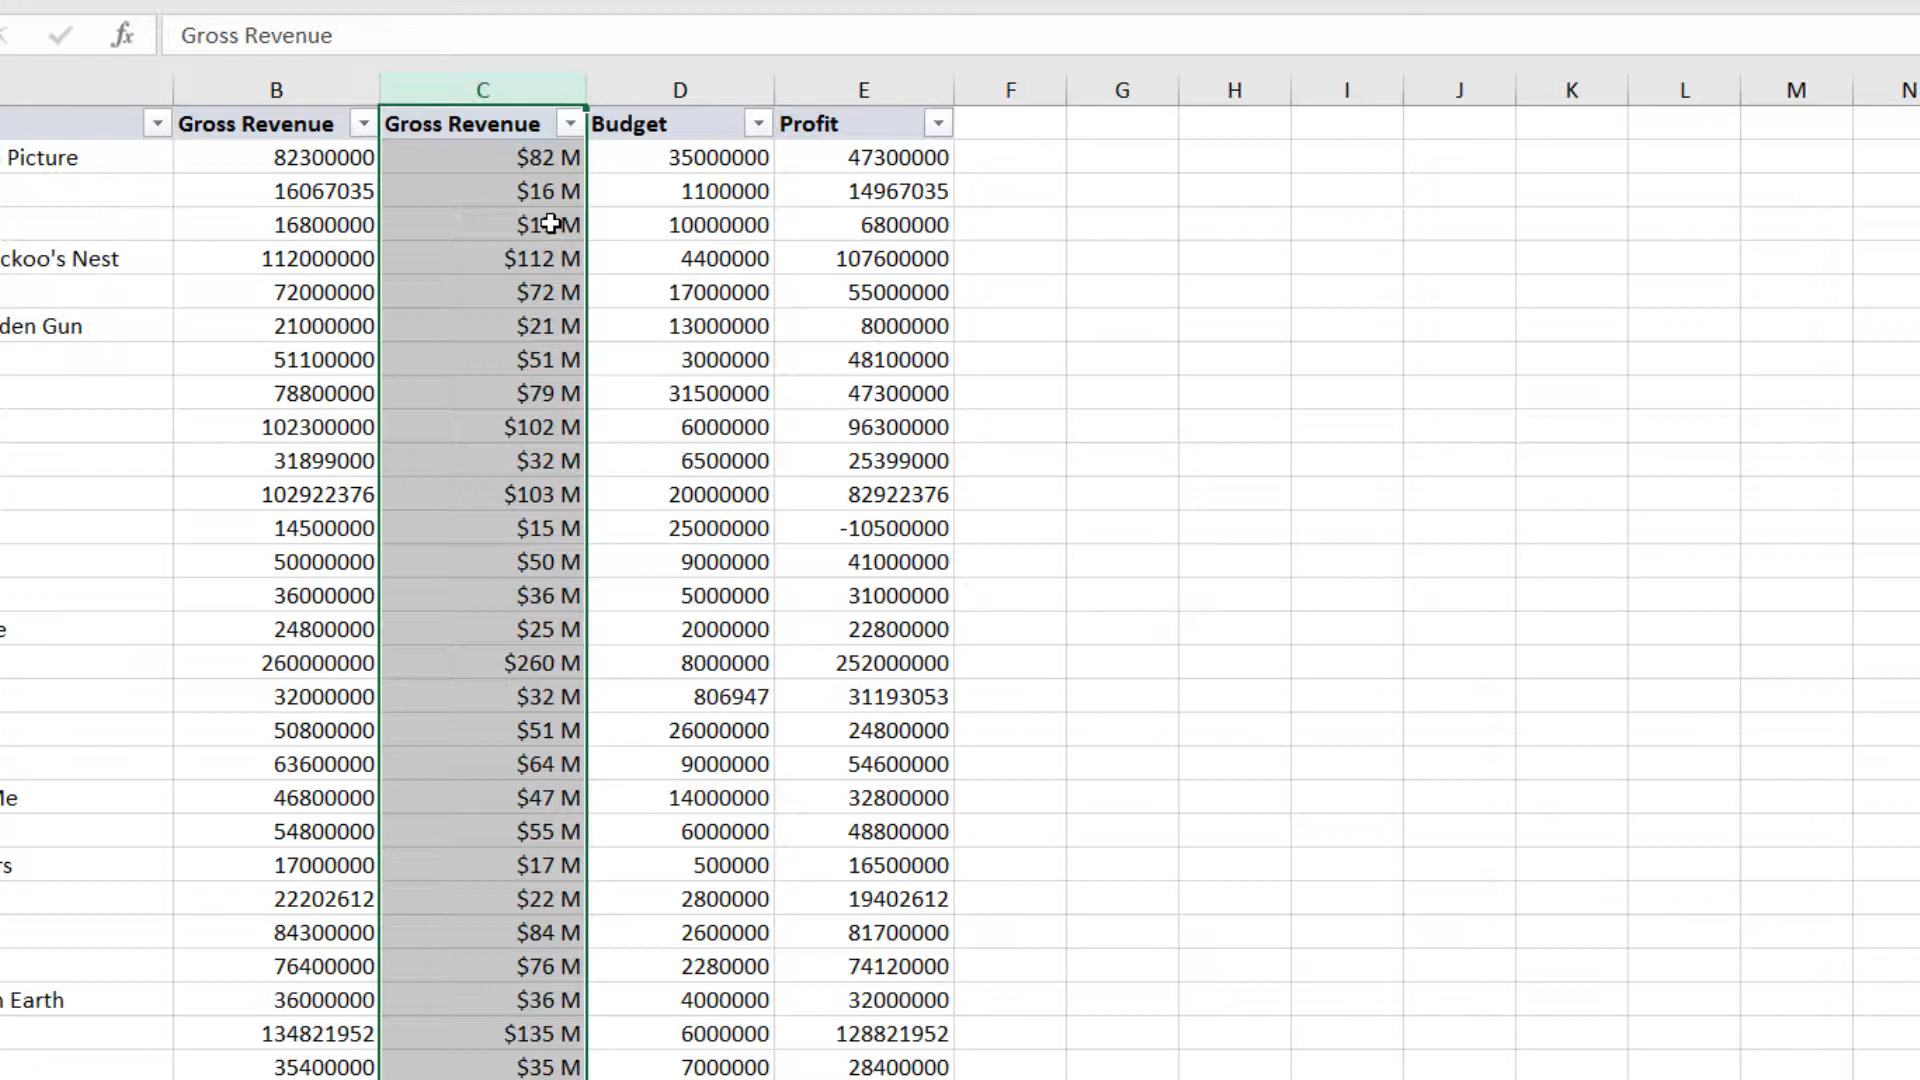 fx Gross Revenue
B C D E F G H I J K L M N
Gross Revenue Gross Revenue Budget Profit
Picture 82300000 $82 M 35000000 47300000
16067035 $16 M 1100000 14967035
16800000 M 10000000 6800000
ckoo's Nest 112000000 $112 M 4400000 107600000
72000000 $72 M 17000000 55000000
den Gun 21000000 $21 M 13000000 8000000
51100000 $51 M 3000000 48100000
78800000 $79 M 31500000 47300000
102300000 $102 M 6000000 96300000
31899000 $32 M 6500000 25399000
102922376 $103 M 20000000 82922376
14500000 $15 M 25000000 -10500000
50000000 $50 M 9000000 41000000
36000000 $36 M 5000000 31000000
e 24800000 $25 M 2000000 22800000
260000000 $260 M 8000000 252000000
32000000 $32 M 806947 31193053
50800000 $51 M 26000000 24800000
63600000 $64 M 9000000 54600000
Me 46800000 $47 M 14000000 32800000
54800000 $55 M 6000000 48800000
rs 17000000 $17 M 500000 16500000
22202612 $22 M 2800000 19402612
84300000 $84 M 2600000 81700000
76400000 $76 M 2280000 74120000
n Earth 36000000 $36 M 4000000 32000000
134821952 $135 M 6000000 128821952
35400000 $35 M 7000000 28400000